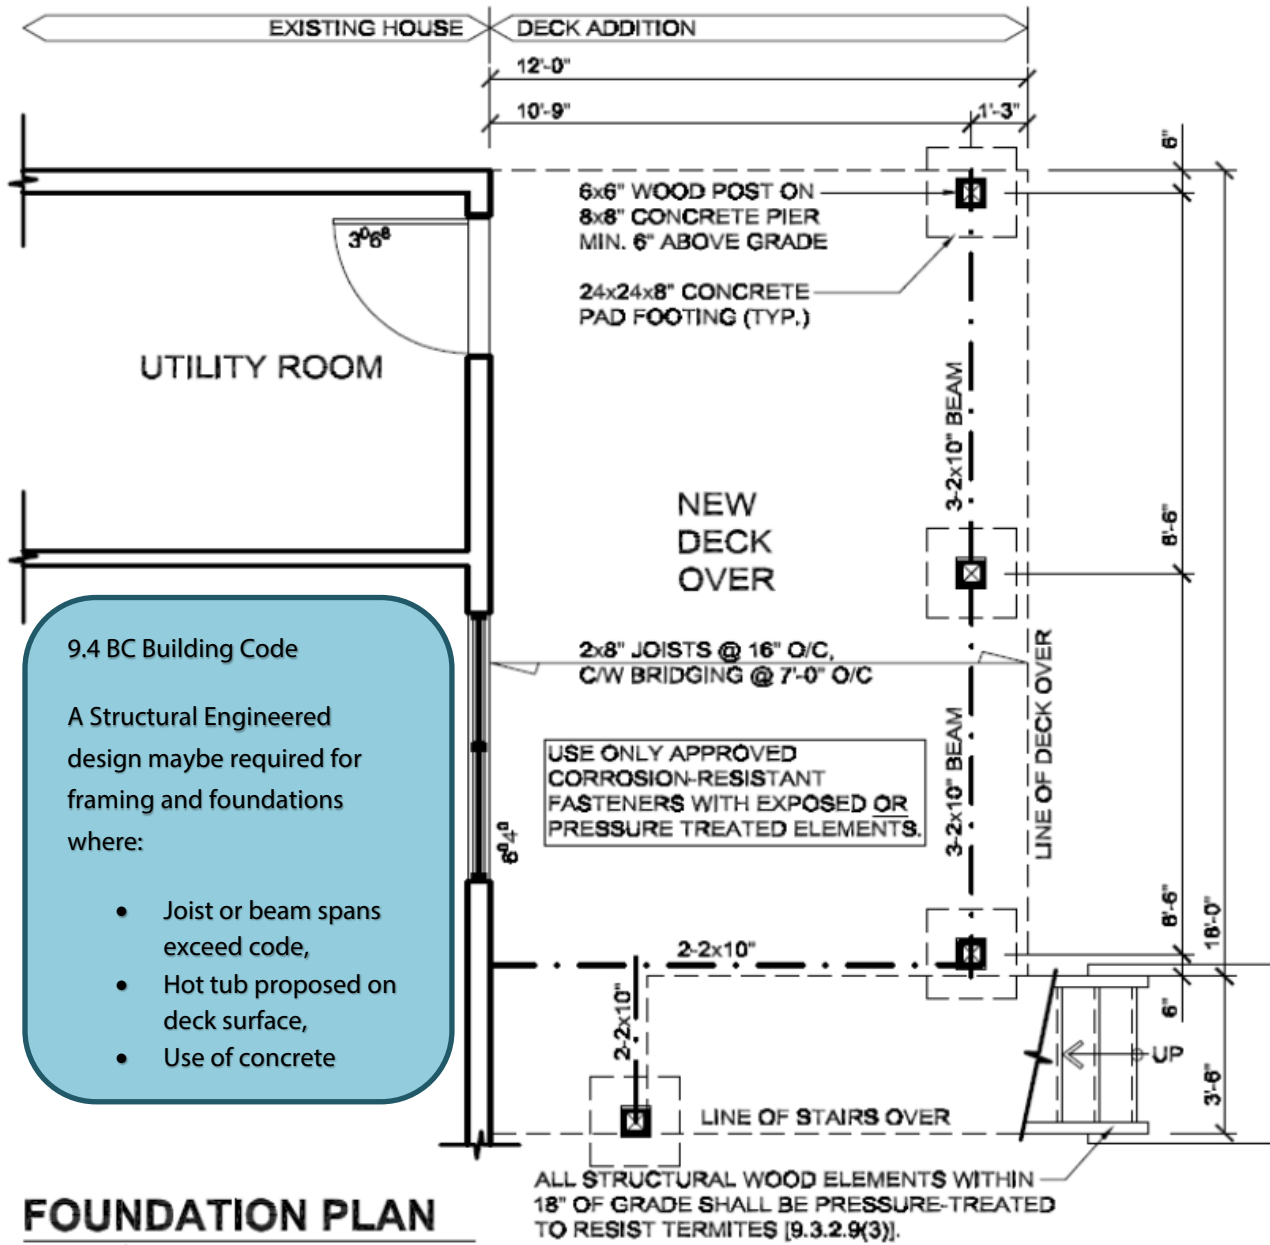 EXISTING HOUSE
DECK ADDITION
12'-0"
10'-9"
1'-3"
6"
6x6" WOOD POST ON
8x8" CONCRETE PIER
MIN. 6" ABOVE GRADE
3⁰6⁸
24x24x8" CONCRETE
PAD FOOTING (TYP.)
UTILITY ROOM
3-2x10" BEAM
NEW
DECK
OVER
8'-6"
9.4 BC Building Code
A Structural Engineered
design maybe required for
framing and foundations
where:
• Joist or beam spans
exceed code,
• Hot tub proposed on
deck surface,
• Use of concrete
2x8" JOISTS @ 16" O/C,
C/W BRIDGING @ 7'-0" O/C
LINE OF DECK OVER
3-2x10" BEAM
USE ONLY APPROVED
CORROSION-RESISTANT
FASTENERS WITH EXPOSED OR
PRESSURE TREATED ELEMENTS.
6⁰4⁰
8'-6"
18'-0"
2-2x10"
2-2x10"
6"
UP
3'-6"
LINE OF STAIRS OVER
ALL STRUCTURAL WOOD ELEMENTS WITHIN
18" OF GRADE SHALL BE PRESSURE-TREATED
TO RESIST TERMITES [9.3.2.9(3)].
FOUNDATION PLAN